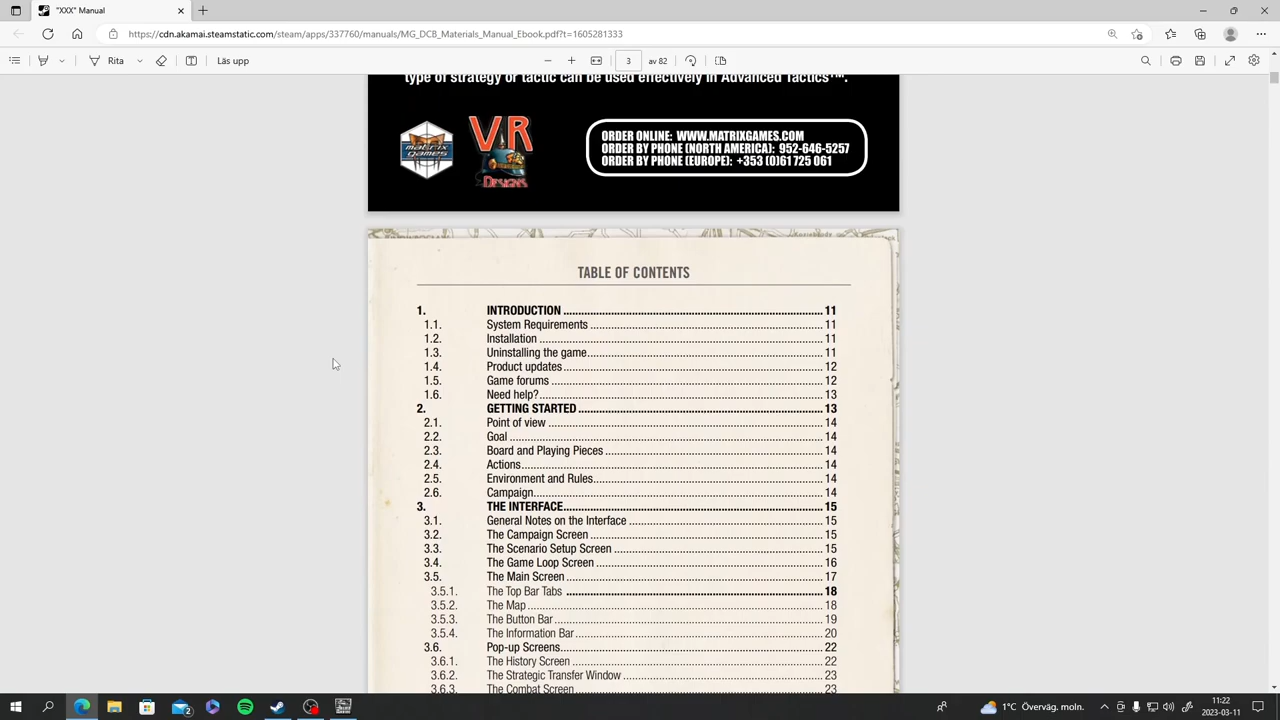 "XXX" Manual
https://cdn.akamai.steamstatic.com/steam/apps/337760/manuals/MG_DCB_Materials_Manual_Ebook.pdf?t=1605281333
Rita
Läs upp
3
av 82
type of strategy or tactic can be used effectively in Advanced Tactics™.
matrix games
VR Designs
ORDER ONLINE: WWW.MATRIXGAMES.COM
ORDER BY PHONE (NORTH AMERICA): 952-646-5257
ORDER BY PHONE (EUROPE): +353 (0)61 725 061
TABLE OF CONTENTS
1. INTRODUCTION 11
1.1. System Requirements 11
1.2. Installation 11
1.3. Uninstalling the game 11
1.4. Product updates 12
1.5. Game forums 12
1.6. Need help? 13
2. GETTING STARTED 13
2.1. Point of view 14
2.2. Goal 14
2.3. Board and Playing Pieces 14
2.4. Actions 14
2.5. Environment and Rules 14
2.6. Campaign 14
3. THE INTERFACE 15
3.1. General Notes on the Interface 15
3.2. The Campaign Screen 15
3.3. The Scenario Setup Screen 15
3.4. The Game Loop Screen 16
3.5. The Main Screen 17
3.5.1. The Top Bar Tabs 18
3.5.2. The Map 18
3.5.3. The Button Bar 19
3.5.4. The Information Bar 20
3.6. Pop-up Screens 22
3.6.1. The History Screen 22
3.6.2. The Strategic Transfer Window 23
3.6.3. The Combat Screen 23
1°C Överväg. moln.
11:22
2023-03-11